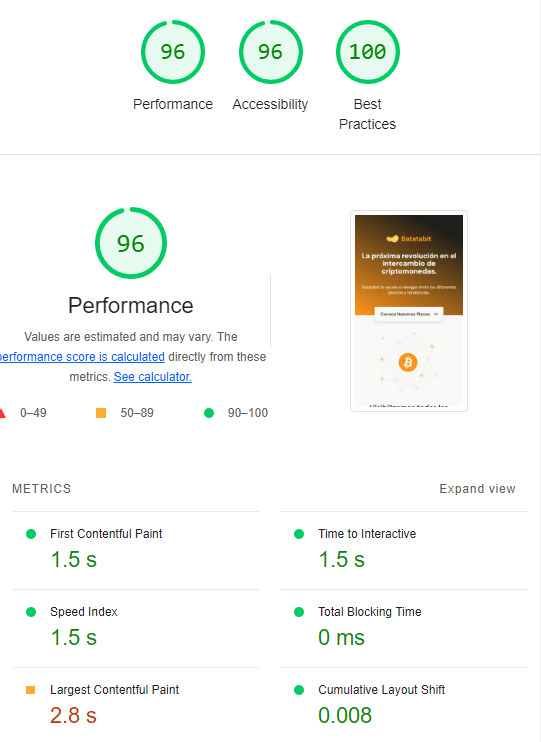 96
96
100
Performance
Accessibility
Best
Practices
96
Performance
Values are estimated and may vary. The
performance score is calculated directly from these
metrics. See calculator.
0–49
50–89
90–100
Batatabit
La próxima revolución en el
intercambio de
criptomonedas.
Batatabit te ayuda a navegar entre los diferentes
precios y tendencias.
Conoce Nuestros Planes
METRICS
Expand view
First Contentful Paint
1.5 s
Time to Interactive
1.5 s
Speed Index
1.5 s
Total Blocking Time
0 ms
Largest Contentful Paint
2.8 s
Cumulative Layout Shift
0.008